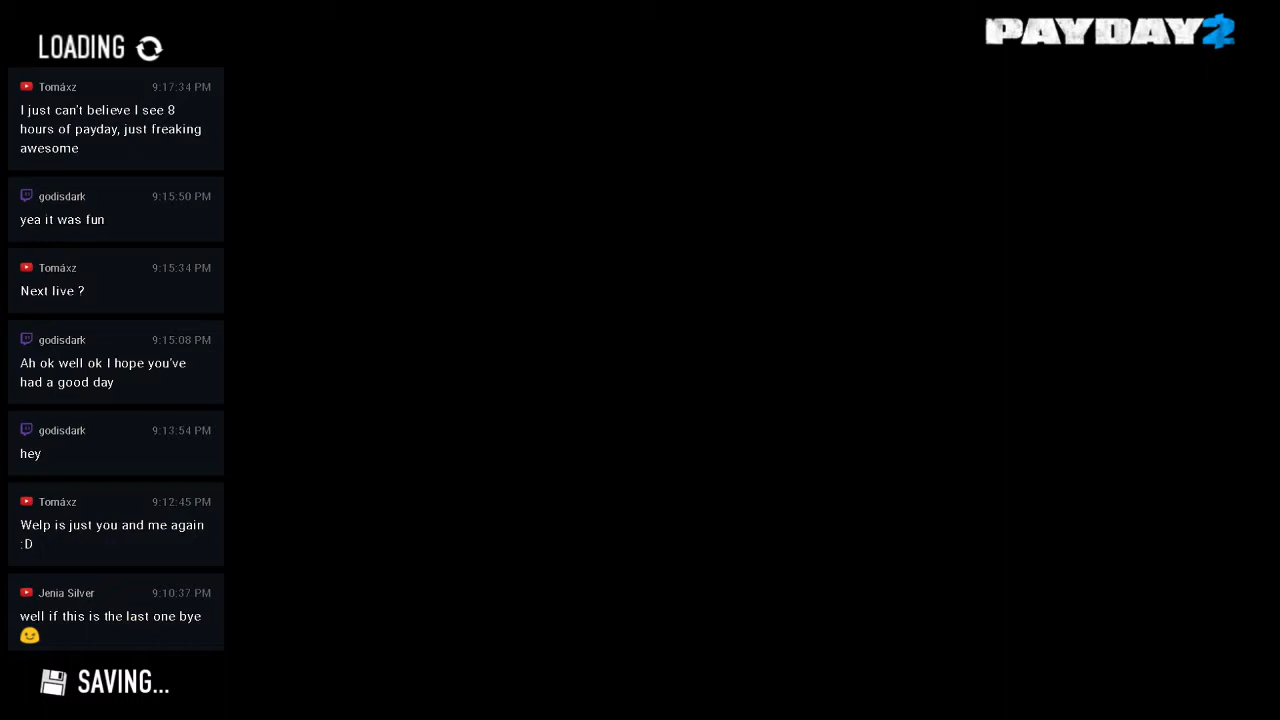 LOADING
PAYDAY 2
Tomáxz 9:17:34 PM
I just can't believe I see 8
hours of payday, just freaking
awesome
godisdark 9:15:50 PM
yea it was fun
Tomáxz 9:15:34 PM
Next live ?
godisdark 9:15:08 PM
Ah ok well ok I hope you've
had a good day
godisdark 9:13:54 PM
hey
Tomáxz 9:12:45 PM
Welp is just you and me again
:D
Jenia Silver 9:10:37 PM
well if this is the last one bye
SAVING...